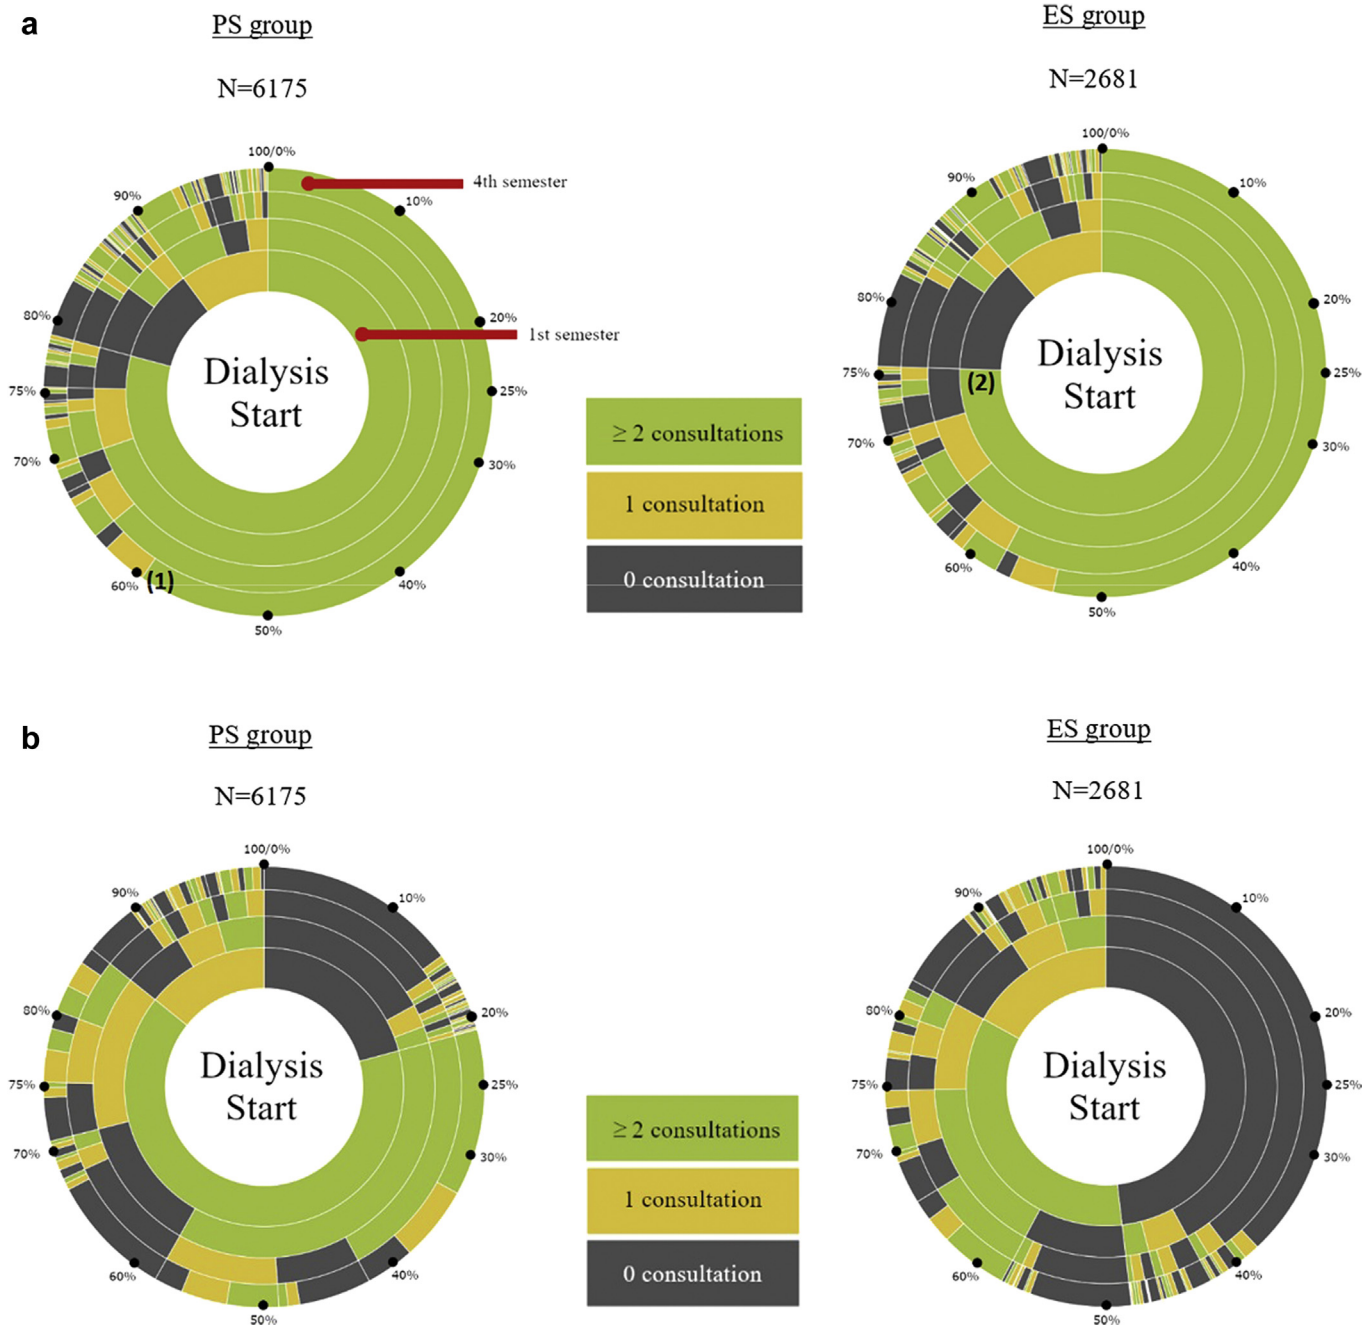 a
PS group
N=6175
ES group
N=2681
100/0%
10%
20%
25%
30%
40%
50%
60%
70%
75%
80%
90%
4th semester
1st semester
(1)
Dialysis
Start
≥ 2 consultations
1 consultation
0 consultation
100/0%
10%
20%
25%
30%
40%
50%
60%
70%
75%
80%
90%
(2)
Dialysis
Start
b
PS group
N=6175
ES group
N=2681
100/0%
10%
20%
25%
30%
40%
50%
60%
70%
75%
80%
90%
Dialysis
Start
≥ 2 consultations
1 consultation
0 consultation
100/0%
10%
20%
25%
30%
40%
50%
60%
70%
75%
80%
90%
Dialysis
Start